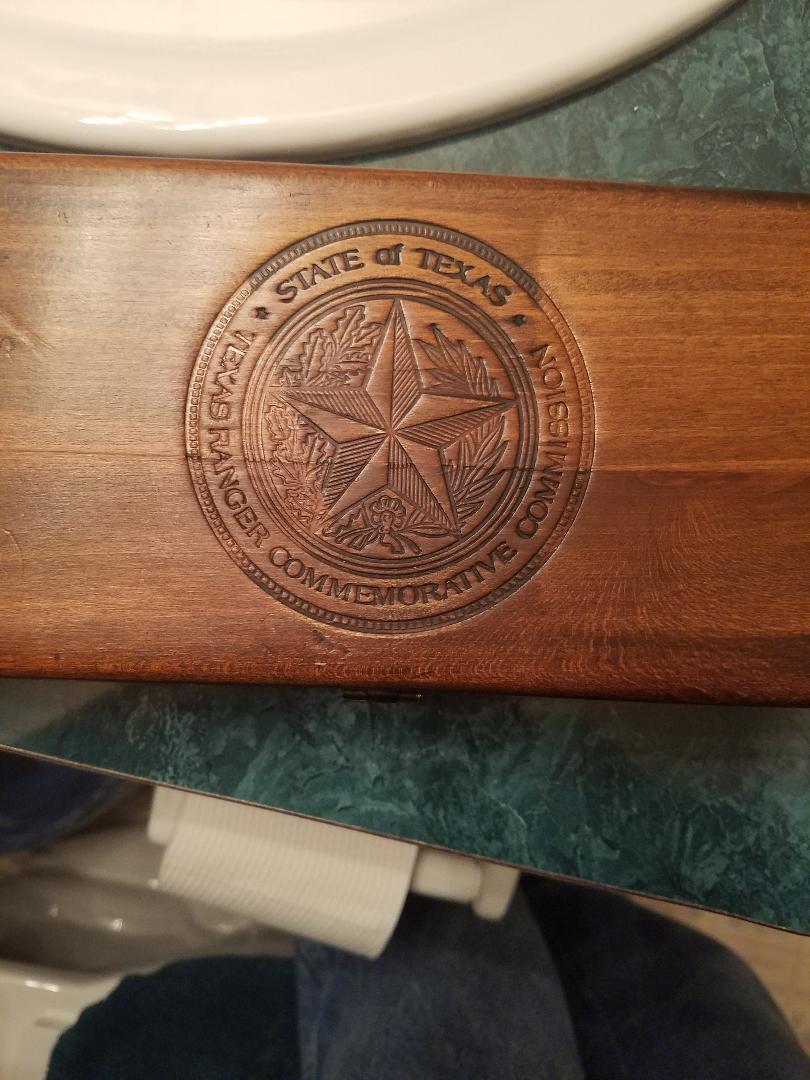 STATE of TEXAS
TEXAS RANGER COMMEMORATIVE COMMISSION